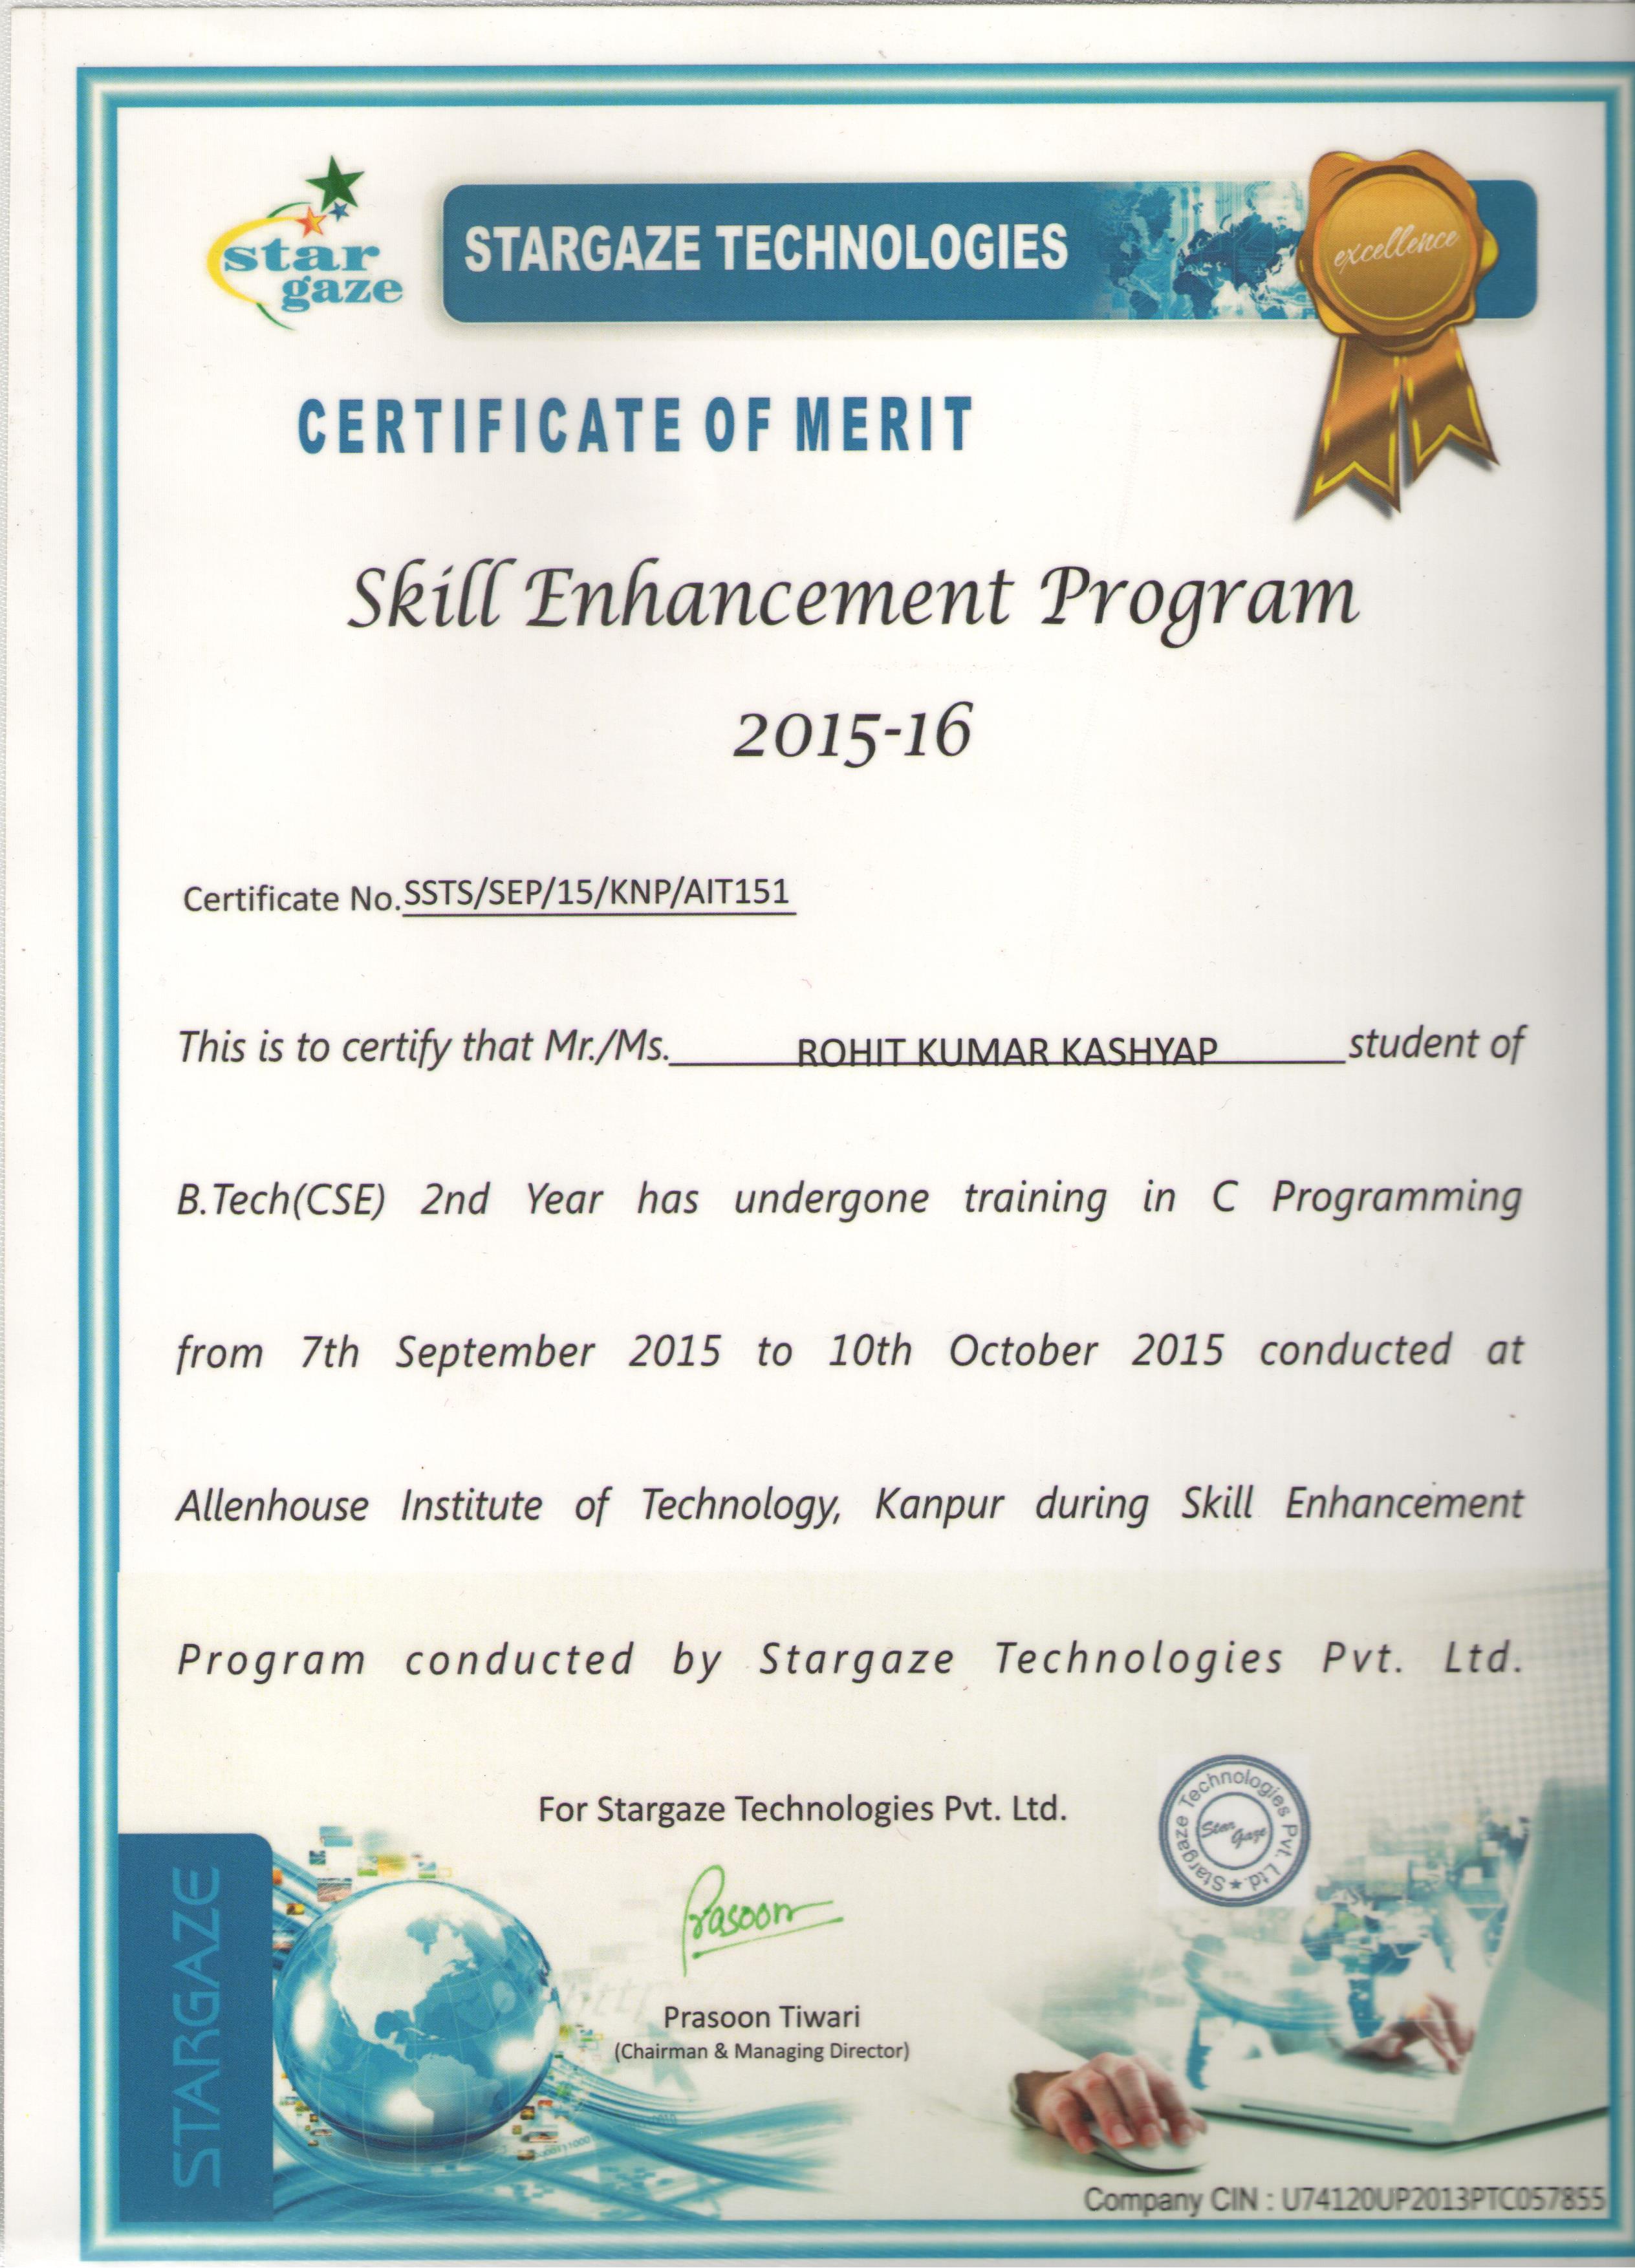 star
gaze
STARGAZE TECHNOLOGIES
excellence
CERTIFICATE OF MERIT
Skill Enhancement Program
2015-16
Certificate No. SSTS/SEP/15/KNP/AIT151
This is to certify that Mr./Ms. ROHIT KUMAR KASHYAP student of
B.Tech(CSE) 2nd Year has undergone training in C Programming
from 7th September 2015 to 10th October 2015 conducted at
Allenhouse Institute of Technology, Kanpur during Skill Enhancement
Program conducted by Stargaze Technologies Pvt. Ltd.
For Stargaze Technologies Pvt. Ltd.
Stargaze Technologies Pvt. Ltd.
Star
Gaze
Prasoon
http
Prasoon Tiwari
(Chairman & Managing Director)
STARGAZE
Company CIN : U74120UP2013PTC057855